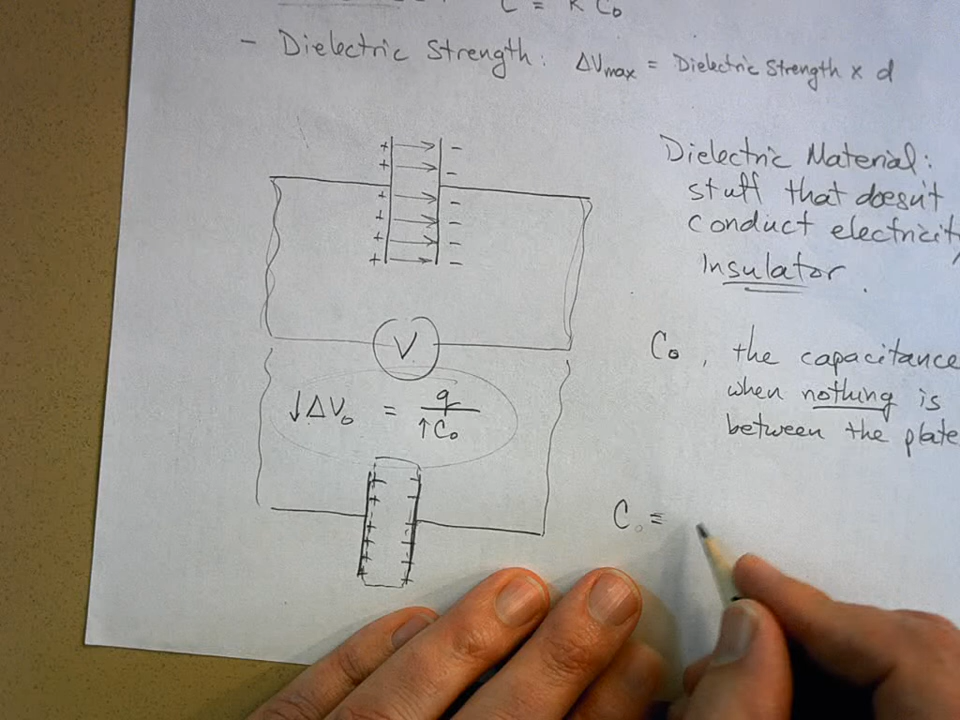 C = K C₀
- Dielectric Strength: ΔVmax = Dielectric Strength x d
Dielectric Material:
stuff that doesn't
conduct electricity
Insulator.
V
C₀, the capacitance
when nothing is
between the plate
↓ΔV₀ = q / ↑C₀
C₀ =